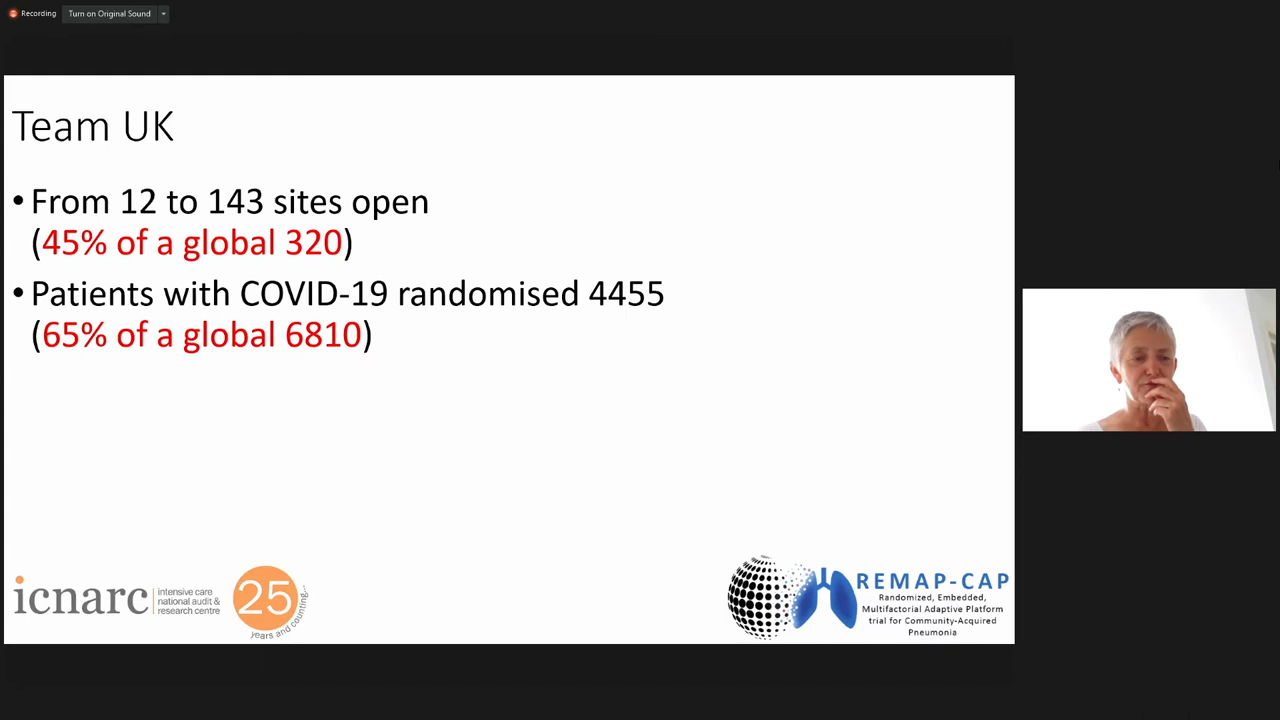 Recording
Turn on Original Sound
Team UK
• From 12 to 143 sites open
(45% of a global 320)
• Patients with COVID-19 randomised 4455
(65% of a global 6810)
icnarc
intensive care
national audit &
research centre
25
years and counting...
REMAP-CAP
Randomized, Embedded,
Multifactorial Adaptive Platform
trial for Community-Acquired
Pneumonia